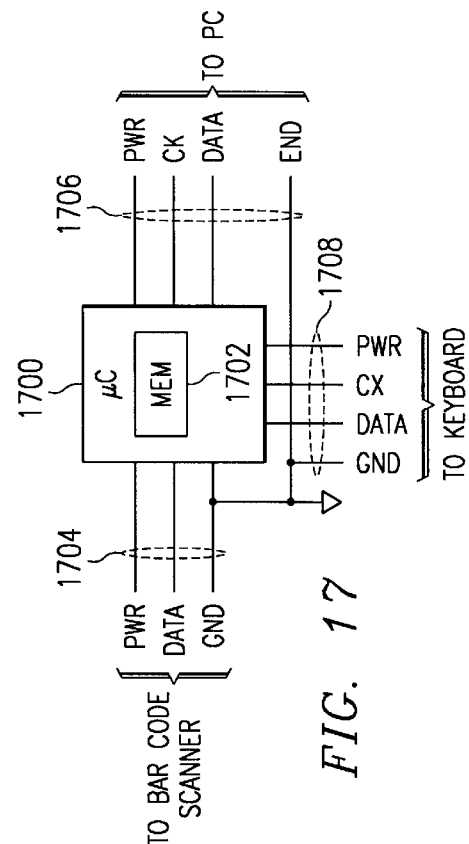 1700
1706
1704
μC
MEM
1702
1708
PWR
DATA
GND
TO BAR CODE
SCANNER
PWR
CK
DATA
END
TO PC
PWR
CX
DATA
GND
TO KEYBOARD
FIG. 17